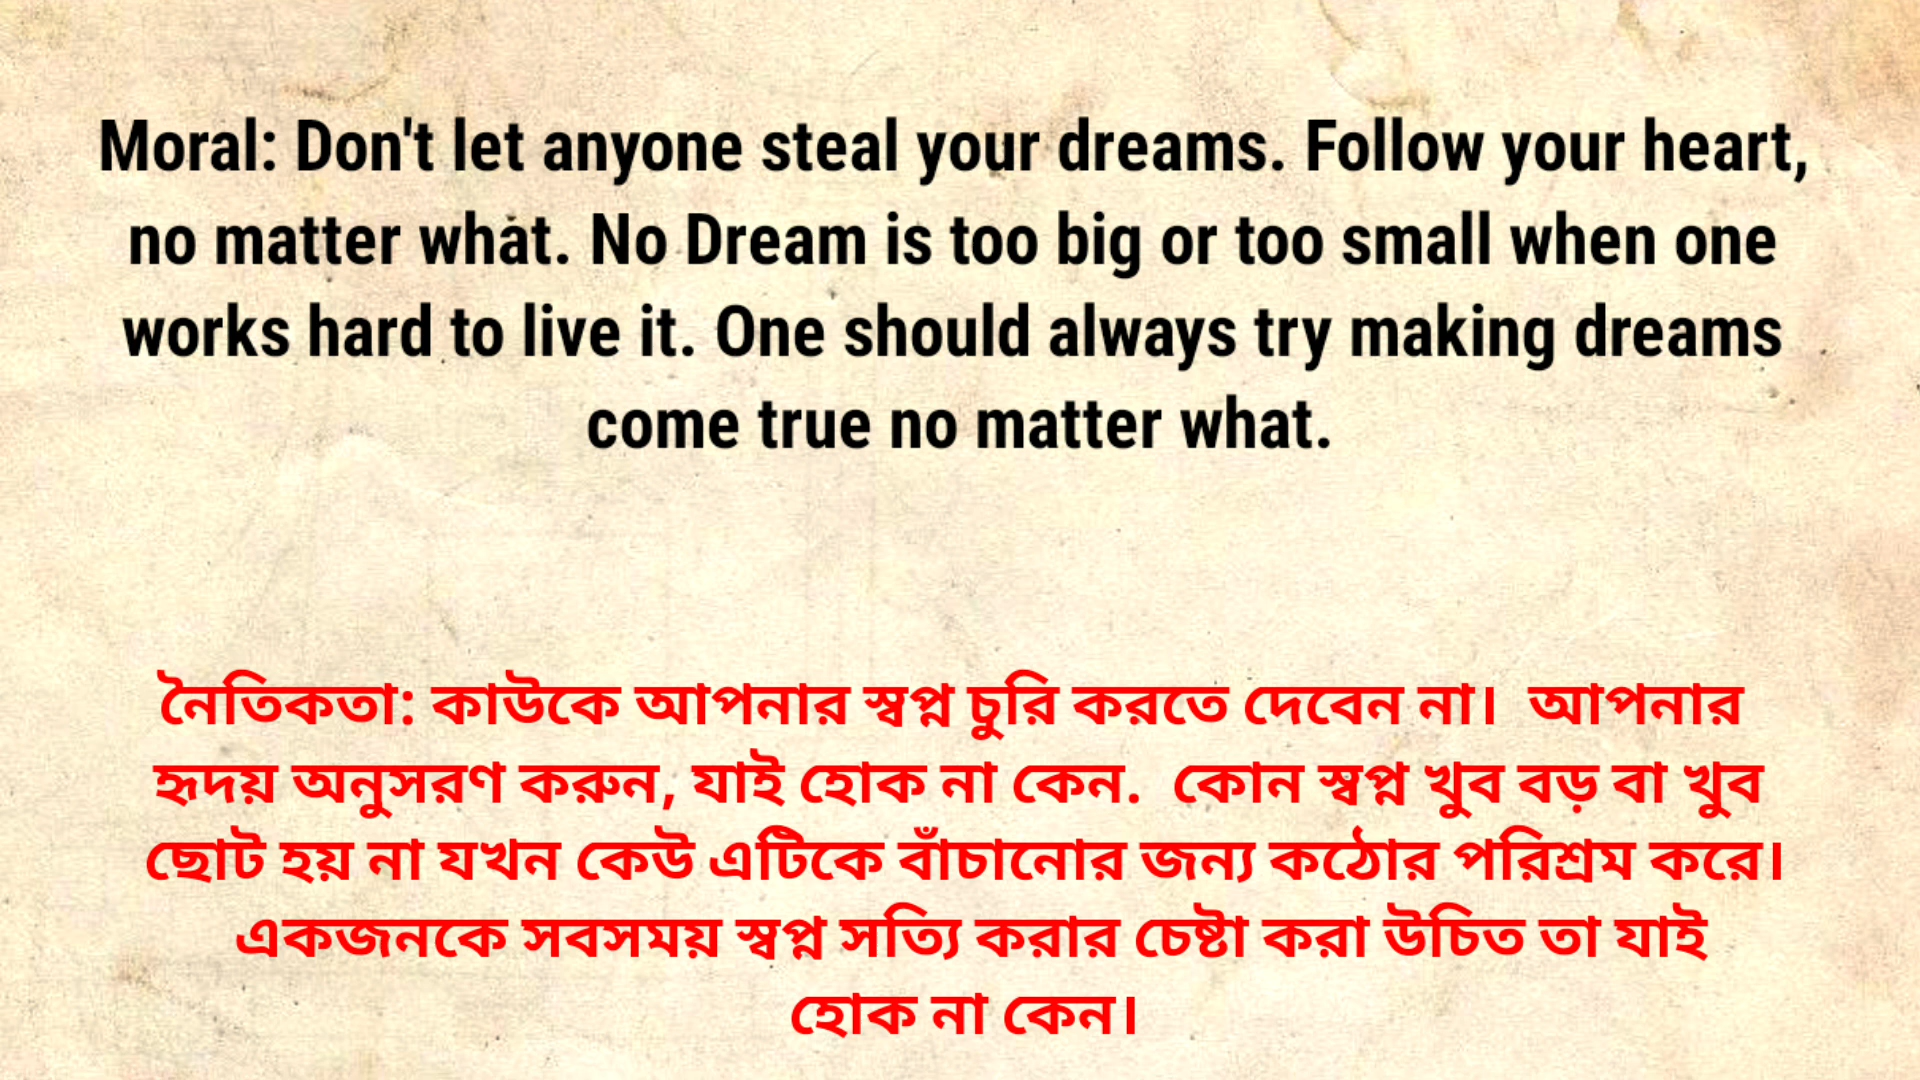 Moral: Don't let anyone steal your dreams. Follow your heart,
no matter what. No Dream is too big or too small when one
works hard to live it. One should always try making dreams
come true no matter what.
নৈতিকতা: কাউকে আপনার স্বপ্ন চুরি করতে দেবেন না। আপনার
হৃদয় অনুসরণ করুন, যাই হোক না কেন. কোন স্বপ্ন খুব বড় বা খুব
ছোট হয় না যখন কেউ এটিকে বাঁচানোর জন্য কঠোর পরিশ্রম করে।
একজনকে সবসময় স্বপ্ন সত্যি করার চেষ্টা করা উচিত তা যাই
হোক না কেন।